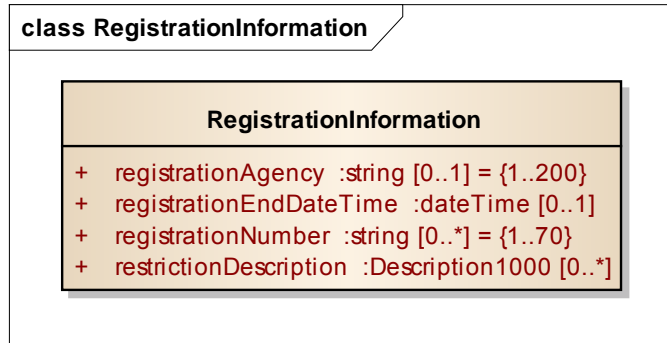 class RegistrationInformation
RegistrationInformation
+ registrationAgency :string [0..1] = {1..200}
+ registrationEndDateTime :dateTime [0..1]
+ registrationNumber :string [0..*] = {1..70}
+ restrictionDescription :Description1000 [0..*]